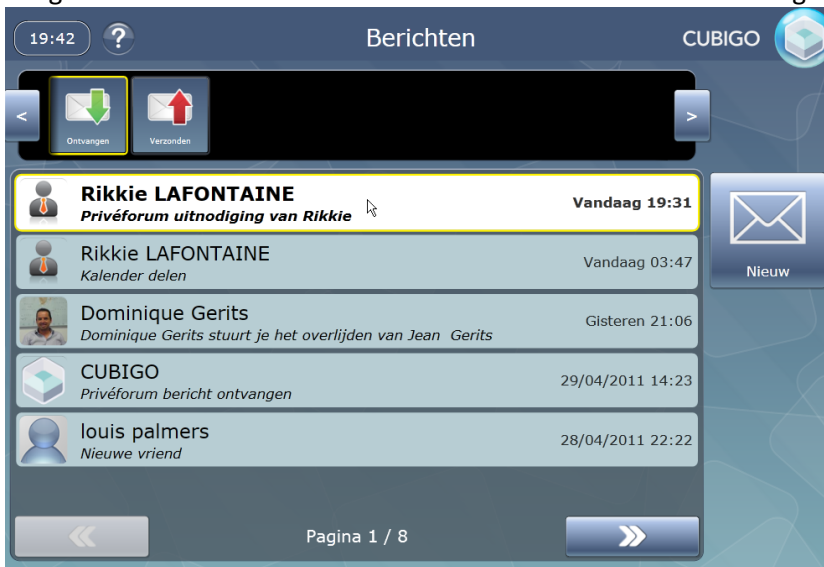 19:42
?
Berichten
CUBIGO
<
Ontvangen
Verzonden
>
Rikkie LAFONTAINE
Privéforum uitnodiging van Rikkie
Vandaag 19:31
Rikkie LAFONTAINE
Kalender delen
Vandaag 03:47
Dominique Gerits
Dominique Gerits stuurt je het overlijden van Jean  Gerits
Gisteren 21:06
CUBIGO
Privéforum bericht ontvangen
29/04/2011 14:23
louis palmers
Nieuwe vriend
28/04/2011 22:22
Nieuw
Pagina 1 / 8